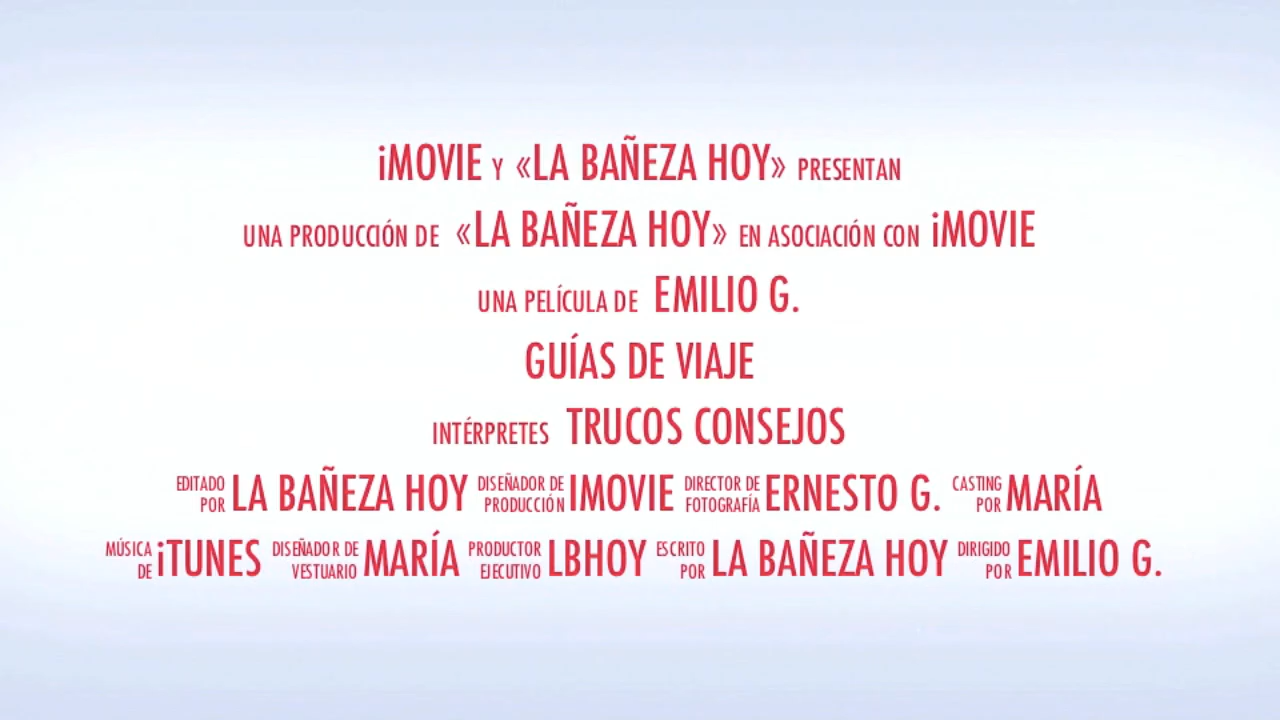 iMOVIE Y «LA BAÑEZA HOY» PRESENTAN
UNA PRODUCCIÓN DE «LA BAÑEZA HOY» EN ASOCIACIÓN CON iMOVIE
UNA PELÍCULA DE EMILIO G.
GUÍAS DE VIAJE
INTÉRPRETES TRUCOS CONSEJOS
EDITADO POR LA BAÑEZA HOY DISEÑADOR DE PRODUCCIÓN IMOVIE DIRECTOR DE FOTOGRAFÍA ERNESTO G. CASTING POR MARÍA
MÚSICA DE iTUNES DISEÑADOR DE VESTUARIO MARÍA PRODUCTOR EJECUTIVO LBHOY ESCRITO POR LA BAÑEZA HOY DIRIGIDO POR EMILIO G.